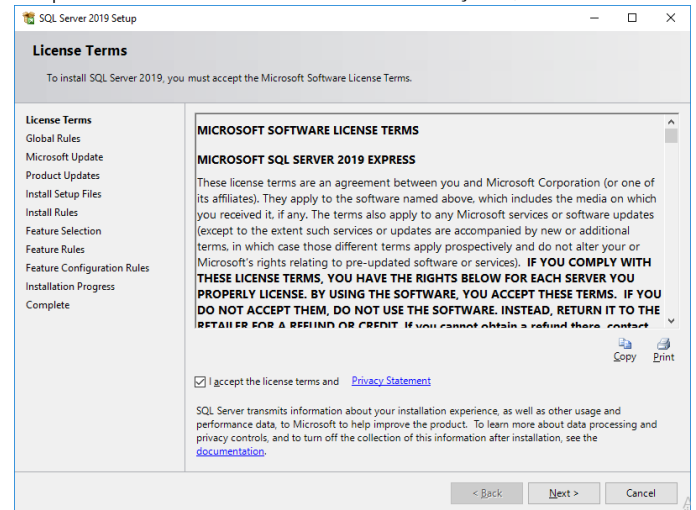 SQL Server 2019 Setup
License Terms
To install SQL Server 2019, you must accept the Microsoft Software License Terms.
License Terms
Global Rules
Microsoft Update
Product Updates
Install Setup Files
Install Rules
Feature Selection
Feature Rules
Feature Configuration Rules
Installation Progress
Complete
MICROSOFT SOFTWARE LICENSE TERMS
MICROSOFT SQL SERVER 2019 EXPRESS
These license terms are an agreement between you and Microsoft Corporation (or one of
its affiliates). They apply to the software named above, which includes the media on which
you received it, if any. The terms also apply to any Microsoft services or software updates
(except to the extent such services or updates are accompanied by new or additional
terms, in which case those different terms apply prospectively and do not alter your or
Microsoft's rights relating to pre-updated software or services). IF YOU COMPLY WITH
THESE LICENSE TERMS, YOU HAVE THE RIGHTS BELOW FOR EACH SERVER YOU
PROPERLY LICENSE. BY USING THE SOFTWARE, YOU ACCEPT THESE TERMS. IF YOU
DO NOT ACCEPT THEM, DO NOT USE THE SOFTWARE. INSTEAD, RETURN IT TO THE
RETAILER FOR A REFUND OR CREDIT. If you cannot obtain a refund there, contact
Copy Print
I accept the license terms and Privacy Statement
SQL Server transmits information about your installation experience, as well as other usage and
performance data, to Microsoft to help improve the product. To learn more about data processing and
privacy controls, and to turn off the collection of this information after installation, see the
documentation.
< Back Next > Cancel